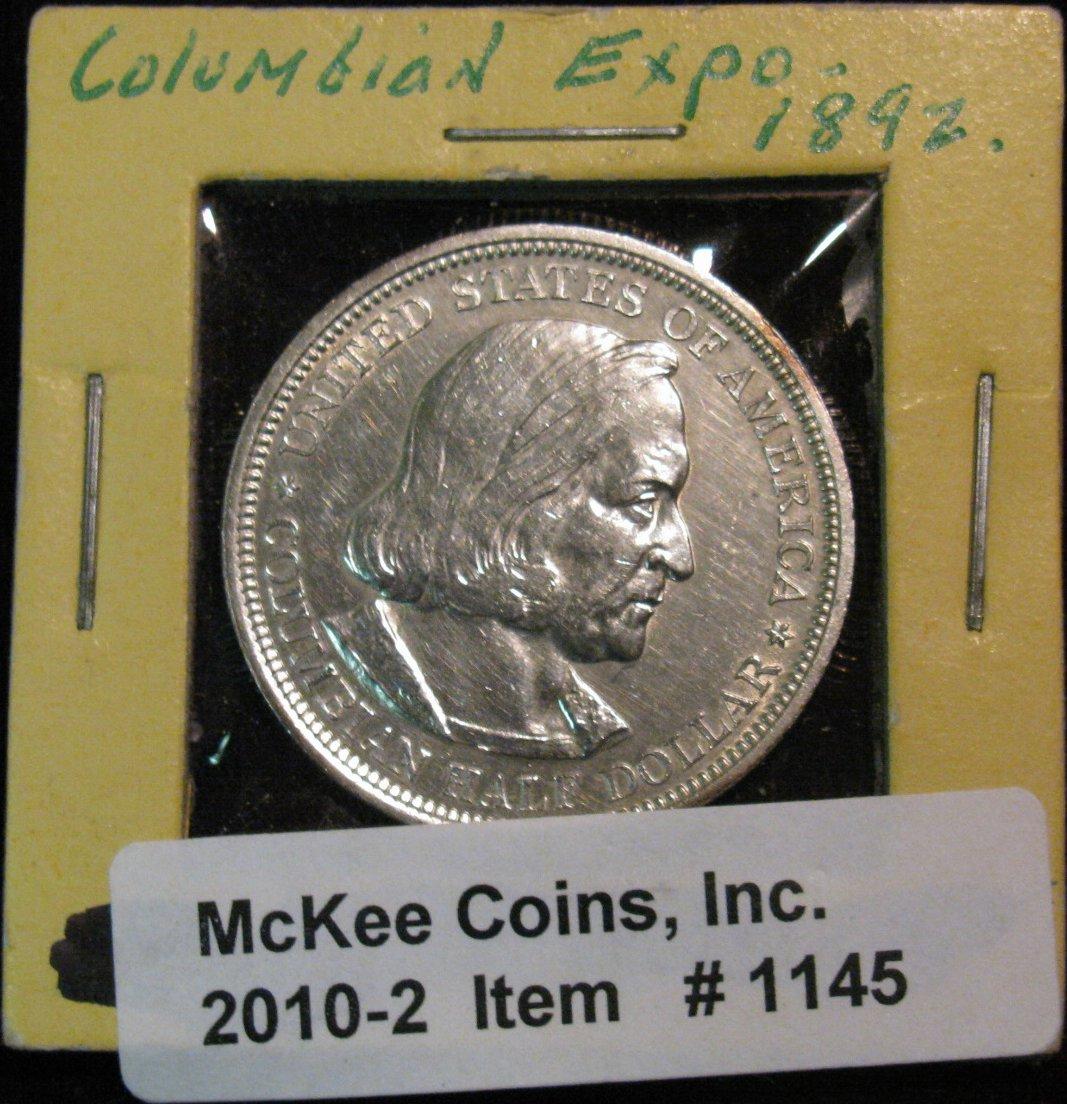 Columbian Expo.
1892.
UNITED STATES OF AMERICA
COLUMBIAN HALF DOLLAR
McKee Coins, Inc.
2010-2 Item # 1145